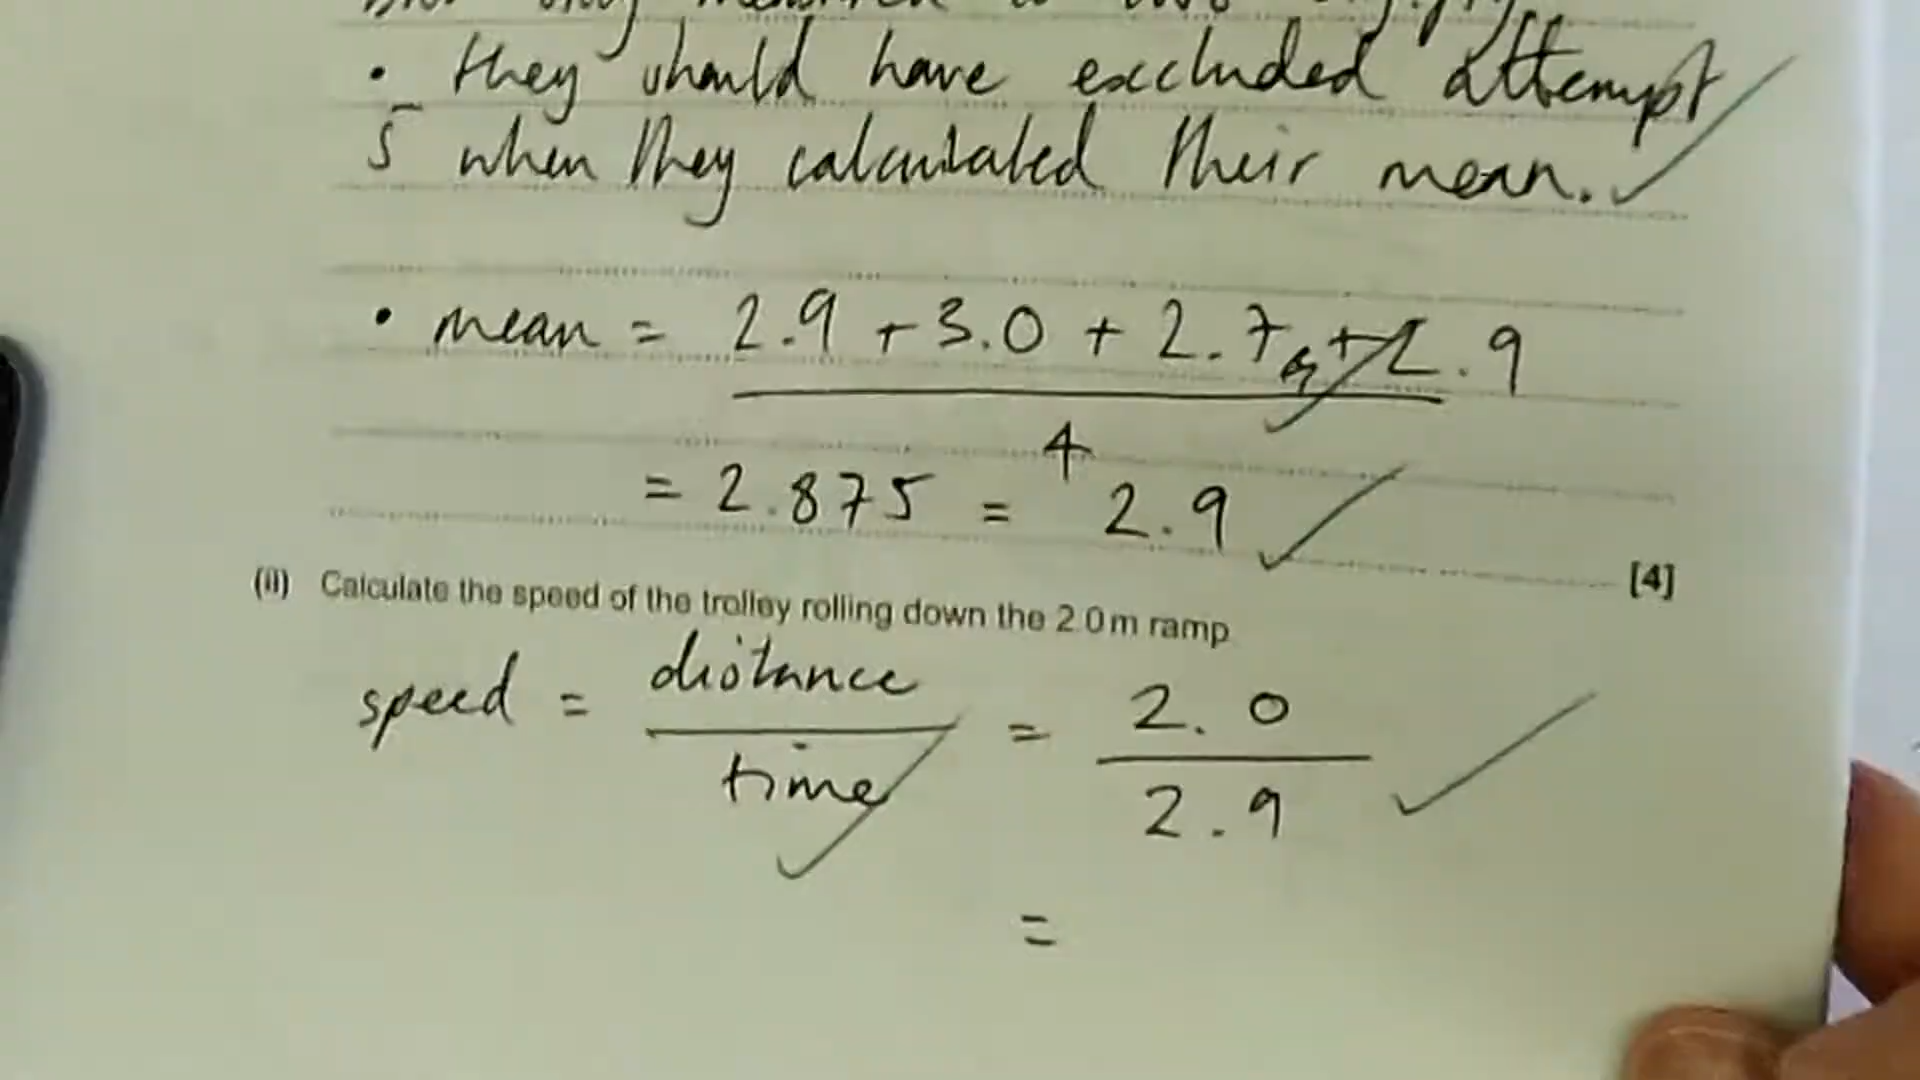 • they should have excluded attempt
5 when they calculated their mean.
• mean = 2.9 + 3.0 + 2.7 + 2.9
4
= 2.875 = 2.9
[4]
(ii) Calculate the speed of the trolley rolling down the 2.0 m ramp
speed = distance = 2.0
time 2.9
=